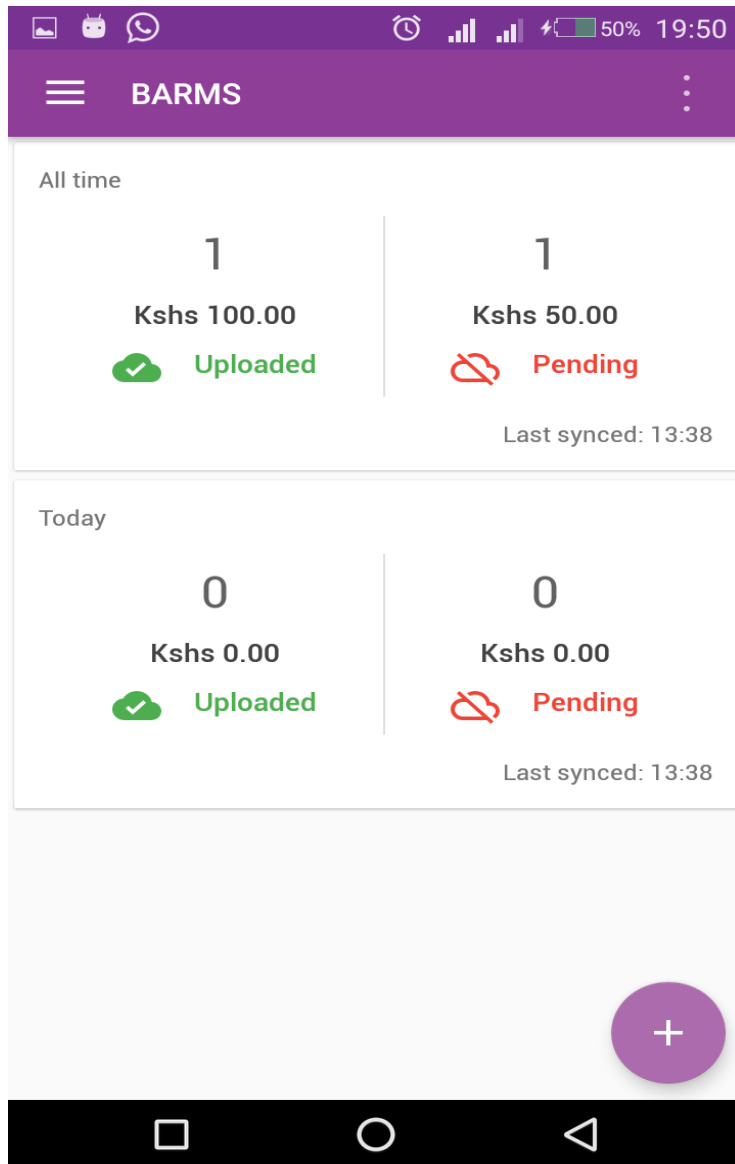 50% 19:50
BARMS
All time
1 1
Kshs 100.00 Kshs 50.00
Uploaded Pending
Last synced: 13:38
Today
0 0
Kshs 0.00 Kshs 0.00
Uploaded Pending
Last synced: 13:38